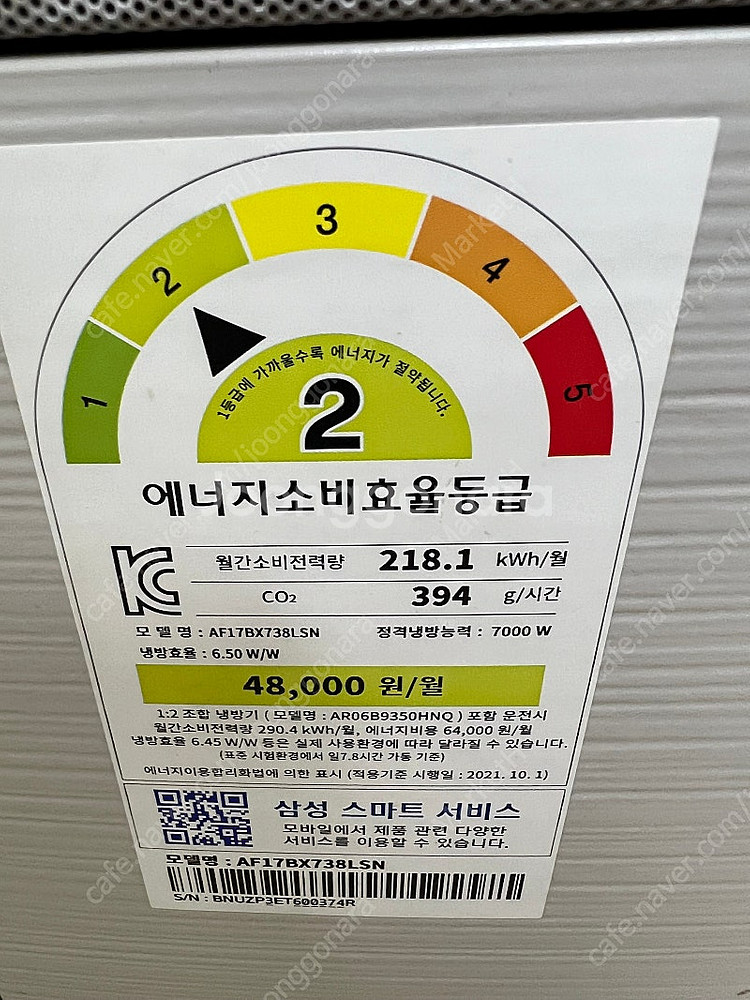 1
2
3
4
5
1등급에 가까울수록 에너지가 절약됩니다.
2
에너지소비효율등급
월간소비전력량 218.1 kWh/월
CO₂ 394 g/시간
모 델 명 : AF17BX738LSN 정격냉방능력 : 7000 W
냉방효율 : 6.50 W/W
48,000 원/월
1:2 조합 냉방기 ( 모델명 : AR06B9350HNQ ) 포함 운전시
월간소비전력량 290.4 kWh/월, 에너지비용 64,000 원/월
냉방효율 6.45 W/W 등은 실제 사용환경에 따라 달라질 수 있습니다.
(표준 시험환경에서 일7.8시간 가동 기준)
에너지이용합리화법에 의한 표시 (적용기준 시행일 : 2021. 10. 1)
삼성 스마트 서비스
모바일에서 제품 관련 다양한
서비스를 이용할 수 있습니다.
모델명 : AF17BX738LSN
S/N : BNUZP3ET600374R
cafe.naver.com/joonggonara